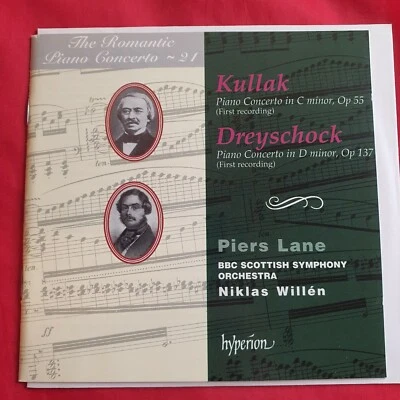 The Romantic
Piano Concerto ~ 21
Kullak
Piano Concerto in C minor, Op 55
(First recording)
Dreyschock
Piano Concerto in D minor, Op 137
(First recording)
Piers Lane
BBC SCOTTISH SYMPHONY
ORCHESTRA
Niklas Willén
hyperion
ff